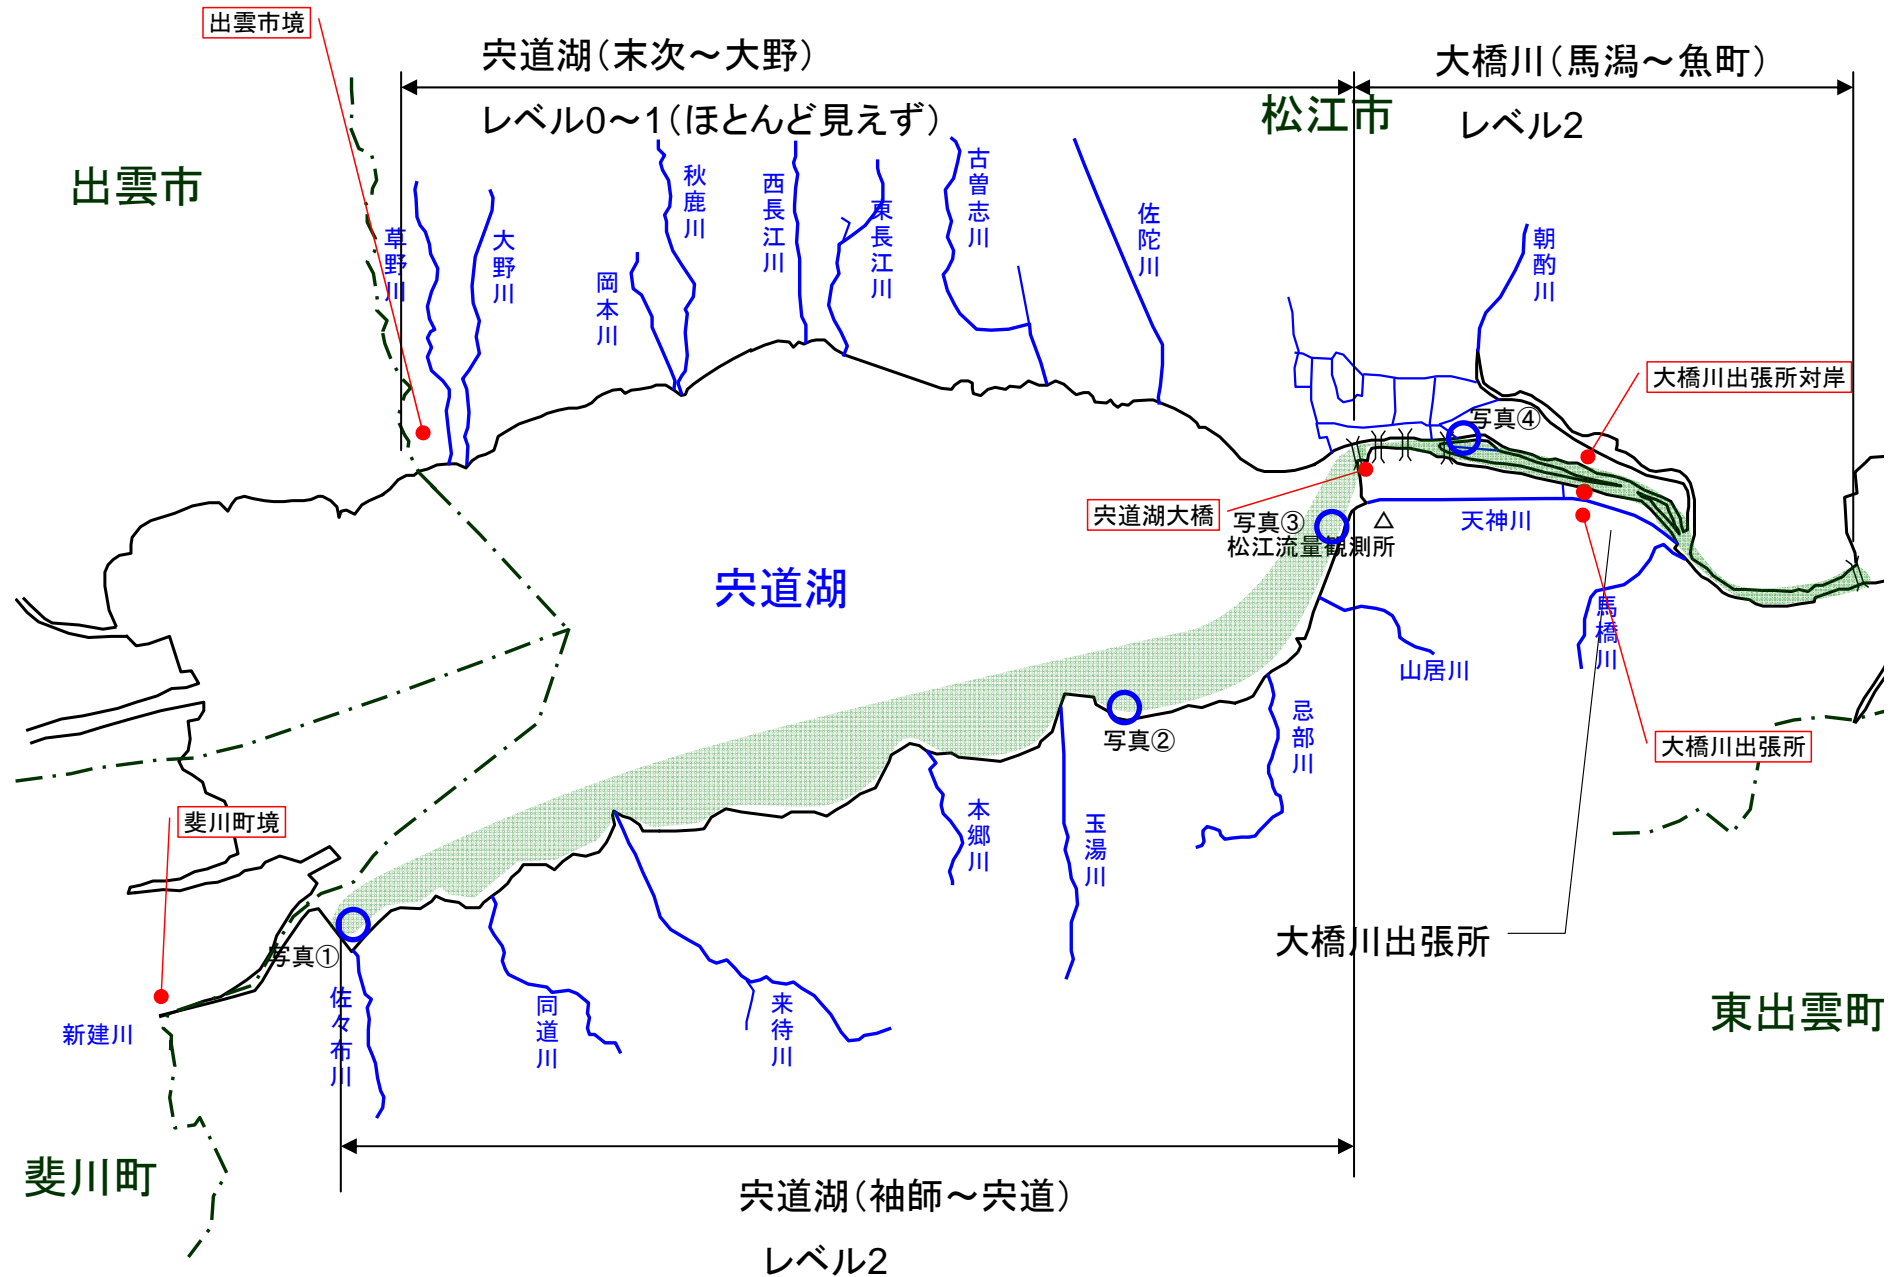 出雲市境
宍道湖(末次～大野)
大橋川(馬潟～魚町)
レベル0～1(ほとんど見えず)
松江市
レベル2
出雲市
草野川
大野川
岡本川
秋鹿川
西長江川
東長江川
古曽志川
佐陀川
朝酌川
大橋川出張所対岸
写真④
宍道湖大橋
写真③
松江流量観測所
天神川
宍道湖
馬橋川
山居川
写真②
忌部川
大橋川出張所
斐川町境
本郷川
玉湯川
大橋川出張所
写真①
佐々布川
同道川
来待川
新建川
東出雲町
斐川町
宍道湖(袖師～宍道)
レベル2